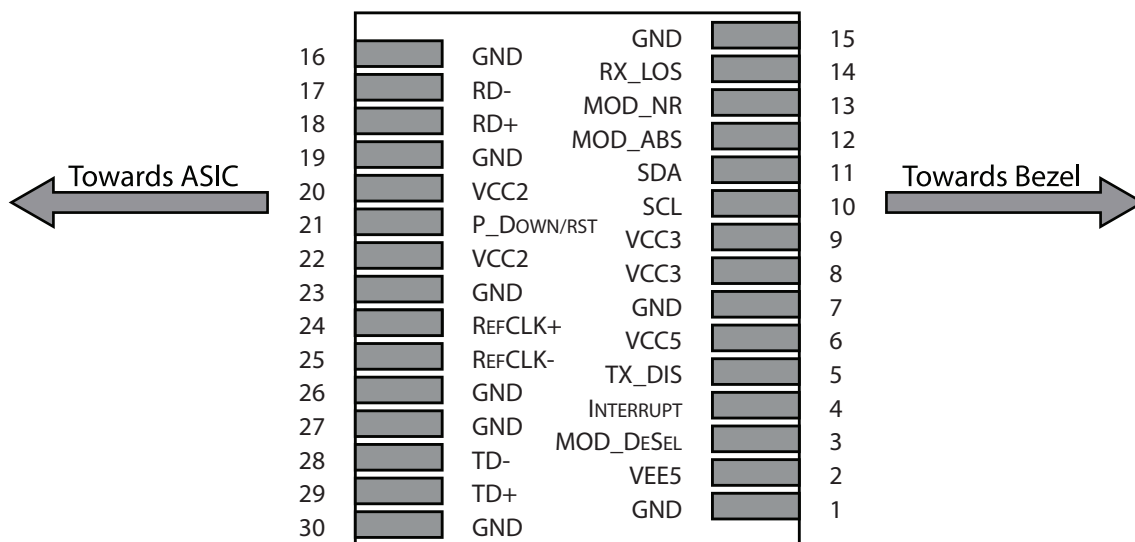 GND 15
16 GND
RX_LOS 14
17 RD-
MOD_NR 13
18 RD+
MOD_ABS 12
19 GND
SDA 11
Towards ASIC
Towards Bezel
20 VCC2
SCL 10
21 P_DOWN/RST
VCC3 9
22 VCC2
VCC3 8
23 GND
GND 7
24 REFCLK+
VCC5 6
25 REFCLK-
TX_DIS 5
26 GND
INTERRUPT 4
27 GND
MOD_DESEL 3
28 TD-
VEE5 2
29 TD+
GND 1
30 GND